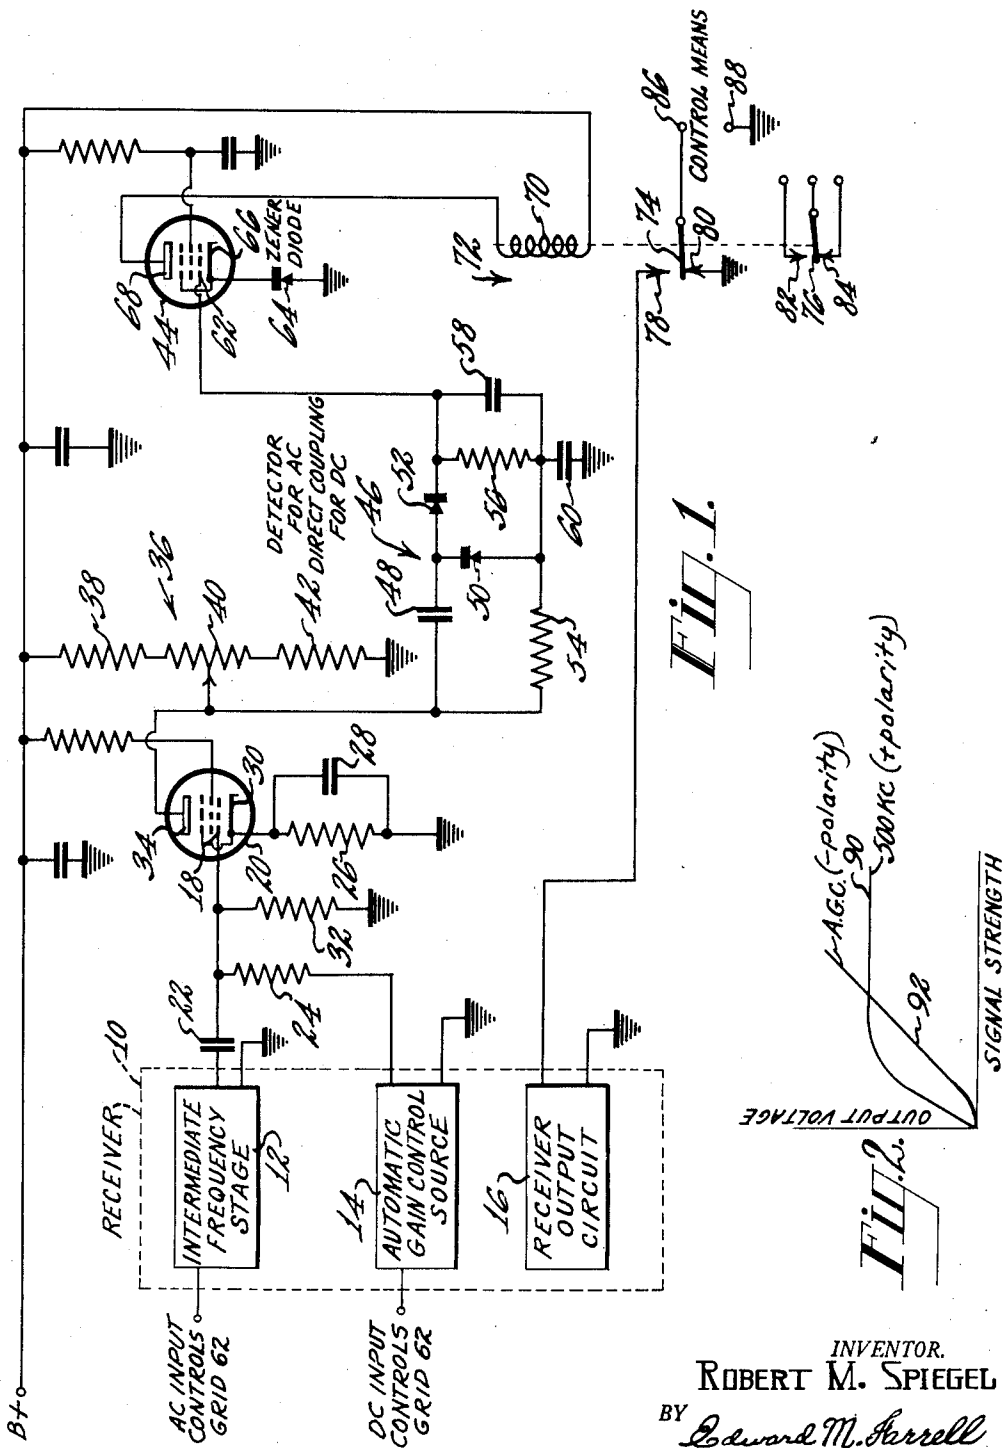 B+
AC INPUT
CONTROLS
GRID 62
DC INPUT
CONTROLS
GRID 62
RECEIVER
10
INTERMEDIATE
FREQUENCY
STAGE
12
AUTOMATIC
GAIN CONTROL
SOURCE
14
RECEIVER
OUTPUT
CIRCUIT
16
22
24
32
18
20
26
28
30
34
36
38
40
42
DETECTOR
FOR AC
DIRECT COUPLING
FOR DC
46
48
50
52
54
56
58
60
44
68
62
66
ZENER
DIODE
64
72
70
74
78
80
86
CONTROL MEANS
88
82
76
84
Fig. 1.
OUTPUT VOLTAGE
SIGNAL STRENGTH
A.G.C. (-polarity)
90
500KC (+polarity)
92
Fig. 2.
INVENTOR.
ROBERT M. SPIEGEL
BY Edward M. Farrell